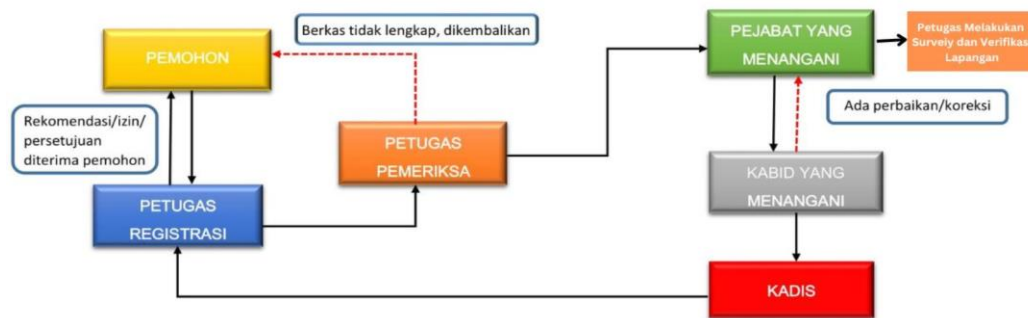 Berkas tidak lengkap, dikembalikan
PEMOHON
PEJABAT YANG
MENANGANI
Petugas Melakukan
Surveiy dan Verifikas
Lapangan
Rekomendasi/izin/
persetujuan
diterima pemohon
PETUGAS
PEMERIKSA
Ada perbaikan/koreksi
PETUGAS
REGISTRASI
KABID YANG
MENANGANI
KADIS